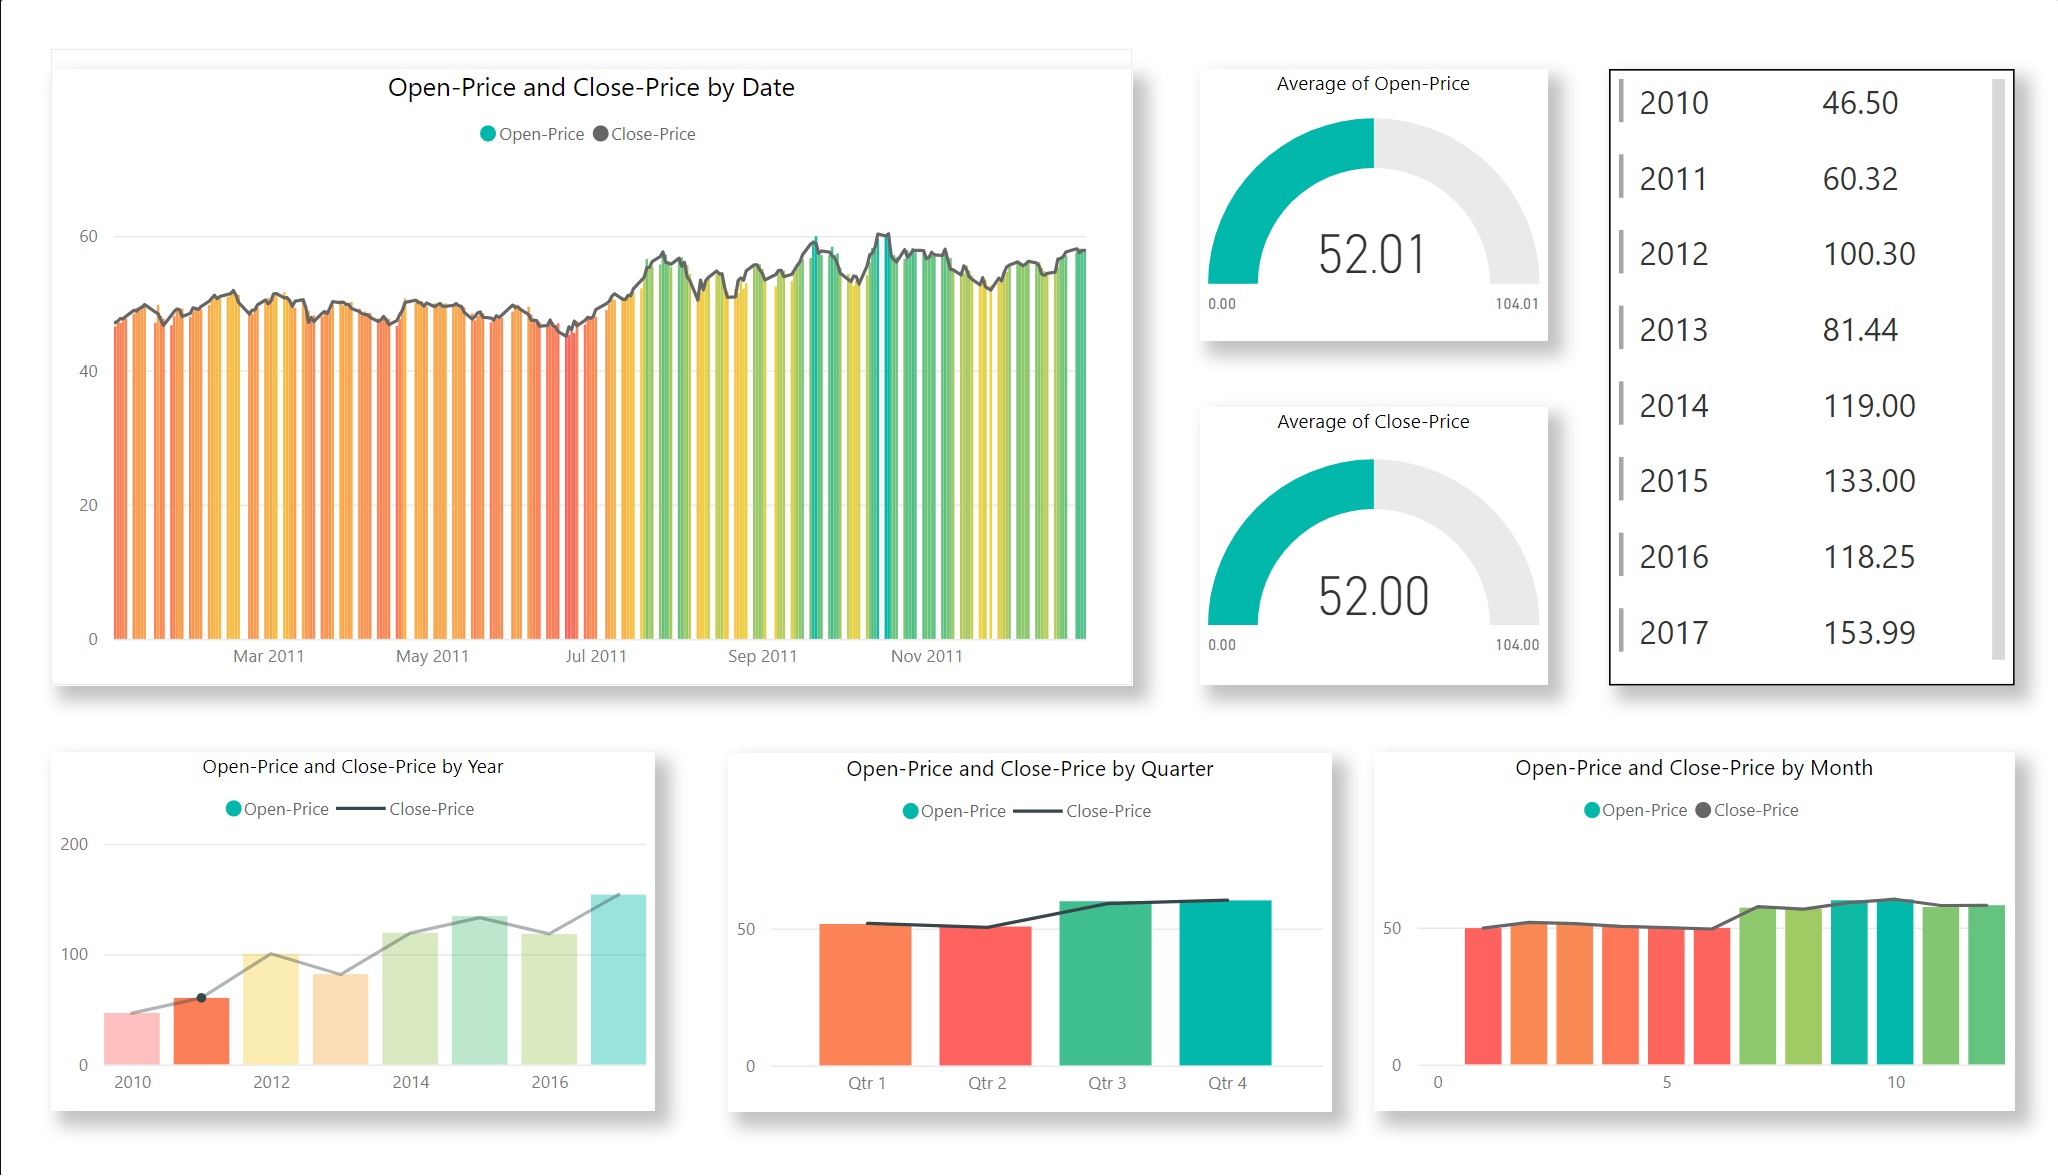 Open-Price and Close-Price by Date
Open-Price Close-Price
60
40
20
0
Mar 2011 May 2011 Jul 2011 Sep 2011 Nov 2011
Average of Open-Price
52.01
0.00 104.01
Average of Close-Price
52.00
0.00 104.00
2010 46.50
2011 60.32
2012 100.30
2013 81.44
2014 119.00
2015 133.00
2016 118.25
2017 153.99
Open-Price and Close-Price by Year
Open-Price Close-Price
200
100
0
2010 2012 2014 2016
Open-Price and Close-Price by Quarter
Open-Price Close-Price
50
0
Qtr 1 Qtr 2 Qtr 3 Qtr 4
Open-Price and Close-Price by Month
Open-Price Close-Price
50
0
0 5 10